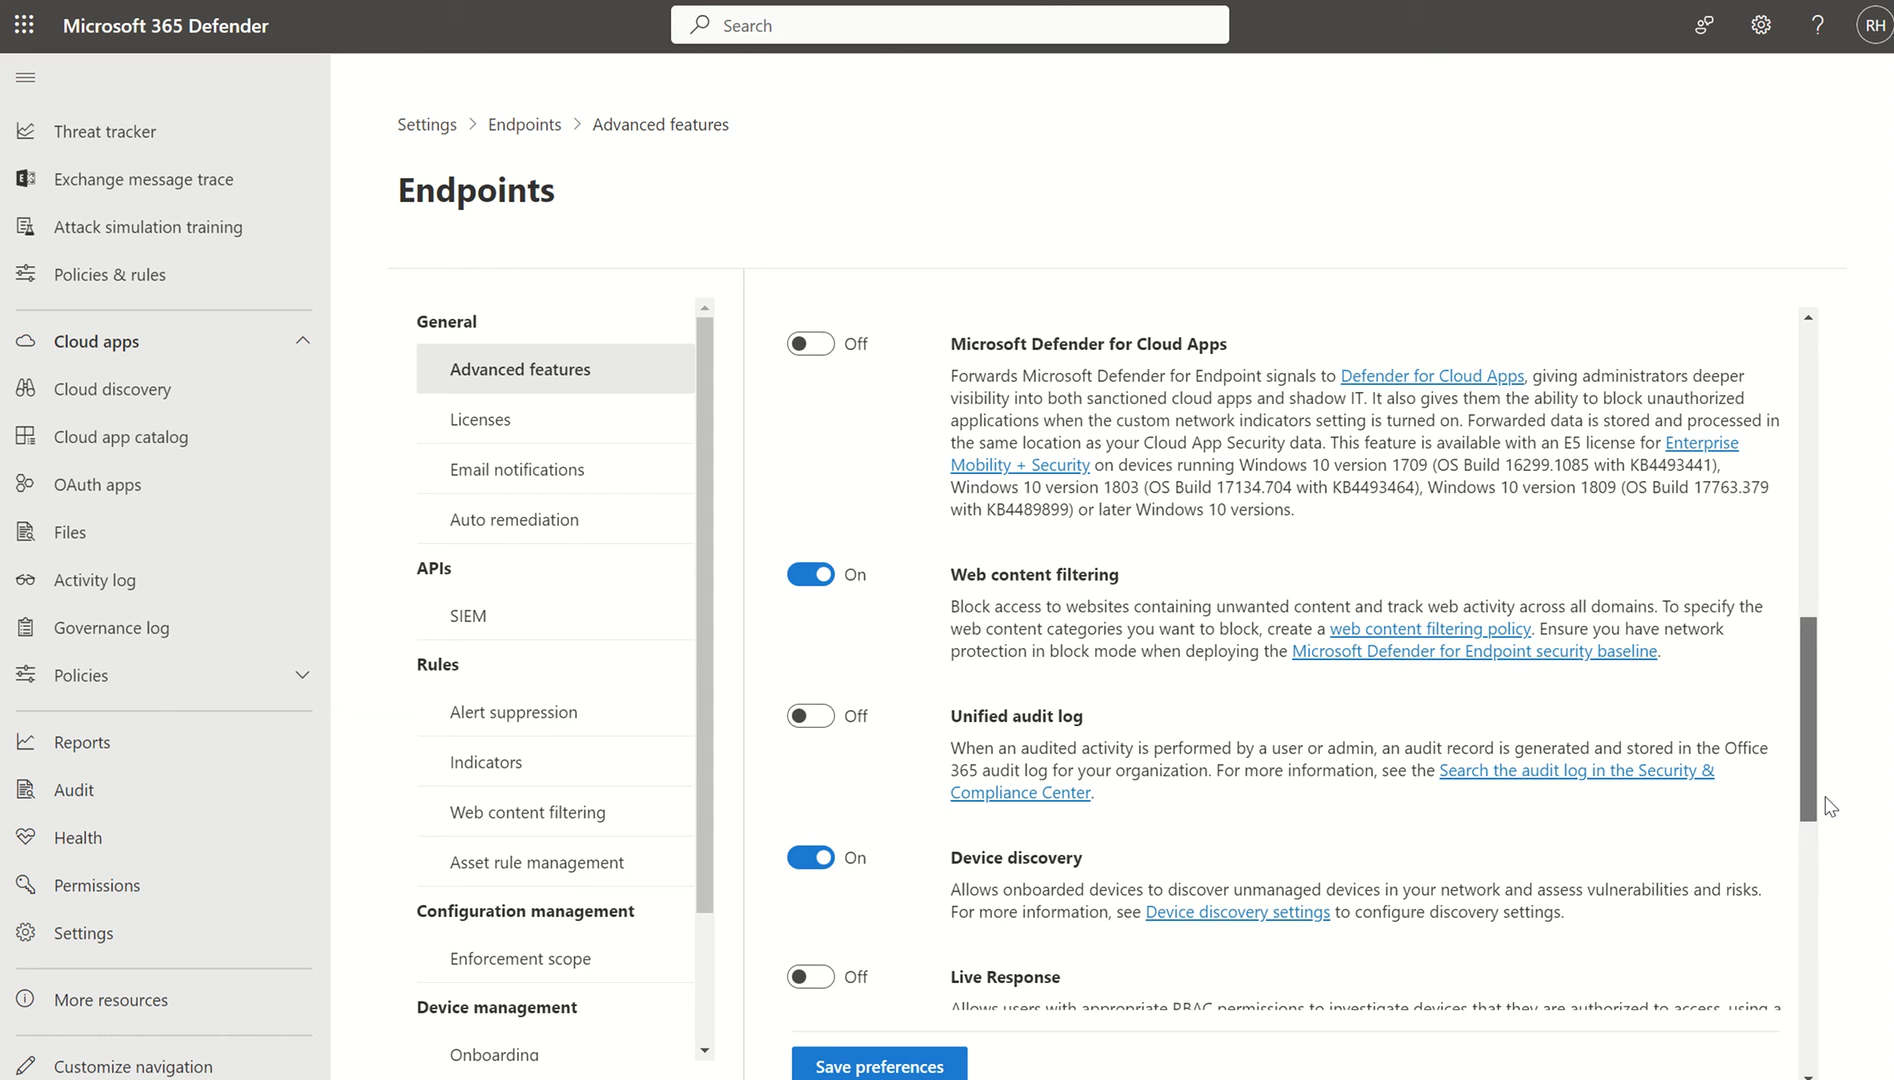 Microsoft 365 Defender
Search
RH
Threat tracker
Exchange message trace
Attack simulation training
Policies & rules
Cloud apps
Cloud discovery
Cloud app catalog
OAuth apps
Files
Activity log
Governance log
Policies
Reports
Audit
Health
Permissions
Settings
More resources
Customize navigation
Settings > Endpoints > Advanced features
Endpoints
General
Advanced features
Licenses
Email notifications
Auto remediation
APIs
SIEM
Rules
Alert suppression
Indicators
Web content filtering
Asset rule management
Configuration management
Enforcement scope
Device management
Onboarding
Off
Microsoft Defender for Cloud Apps
Forwards Microsoft Defender for Endpoint signals to Defender for Cloud Apps, giving administrators deeper
visibility into both sanctioned cloud apps and shadow IT. It also gives them the ability to block unauthorized
applications when the custom network indicators setting is turned on. Forwarded data is stored and processed in
the same location as your Cloud App Security data. This feature is available with an E5 license for Enterprise
Mobility + Security on devices running Windows 10 version 1709 (OS Build 16299.1085 with KB4493441),
Windows 10 version 1803 (OS Build 17134.704 with KB4493464), Windows 10 version 1809 (OS Build 17763.379
with KB4489899) or later Windows 10 versions.
On
Web content filtering
Block access to websites containing unwanted content and track web activity across all domains. To specify the
web content categories you want to block, create a web content filtering policy. Ensure you have network
protection in block mode when deploying the Microsoft Defender for Endpoint security baseline.
Off
Unified audit log
When an audited activity is performed by a user or admin, an audit record is generated and stored in the Office
365 audit log for your organization. For more information, see the Search the audit log in the Security &
Compliance Center.
On
Device discovery
Allows onboarded devices to discover unmanaged devices in your network and assess vulnerabilities and risks.
For more information, see Device discovery settings to configure discovery settings.
Off
Live Response
Allows users with appropriate RBAC permissions to investigate devices that they are authorized to access, using a
Save preferences